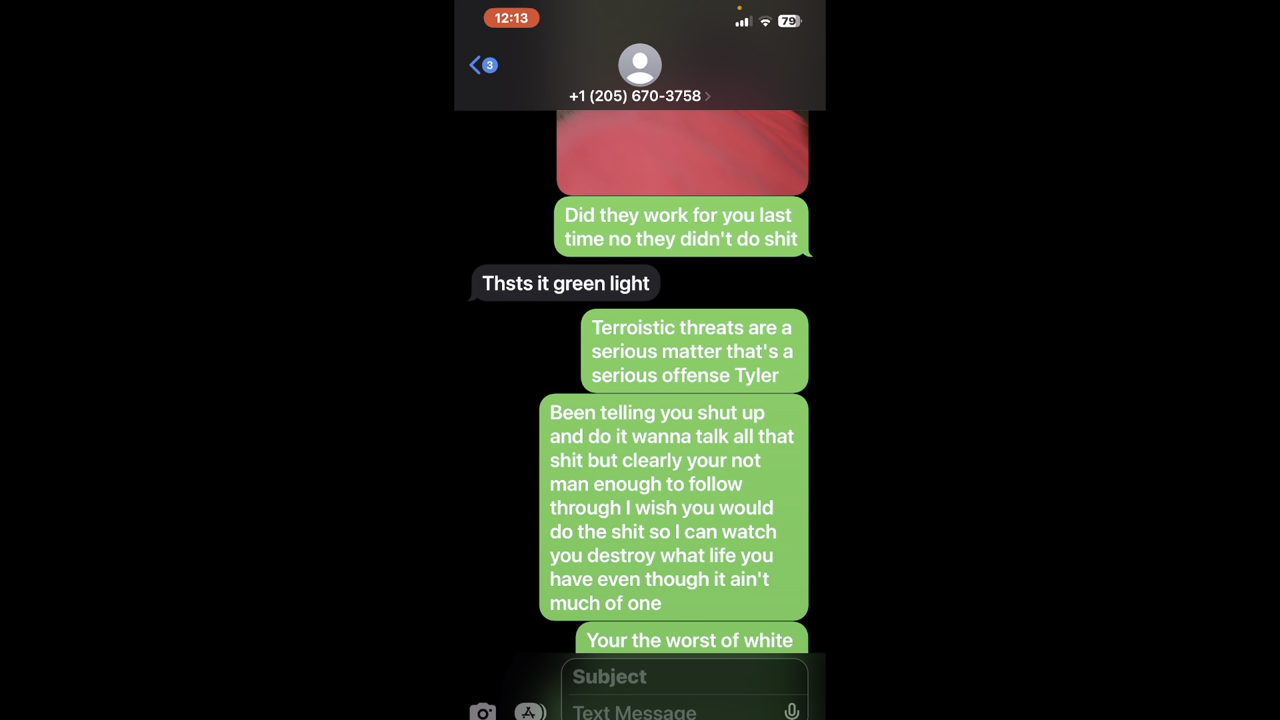 12:13
79
3
+1 (205) 670-3758
Did they work for you last
time no they didn't do shit
Thsts it green light
Terroistic threats are a
serious matter that's a
serious offense Tyler
Been telling you shut up
and do it wanna talk all that
shit but clearly your not
man enough to follow
through I wish you would
do the shit so I can watch
you destroy what life you
have even though it ain't
much of one
Your the worst of white
Subject
Text Message